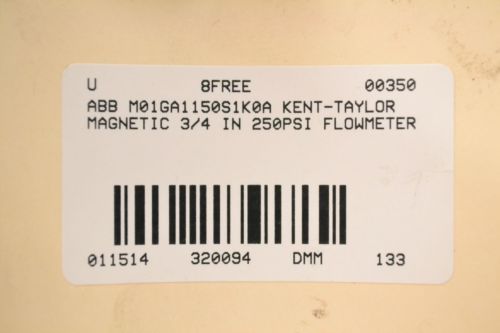 U 8FREE 00350
ABB M01GA1150S1K0A KENT-TAYLOR
MAGNETIC 3/4 IN 250PSI FLOWMETER
011514 320094 DMM 133